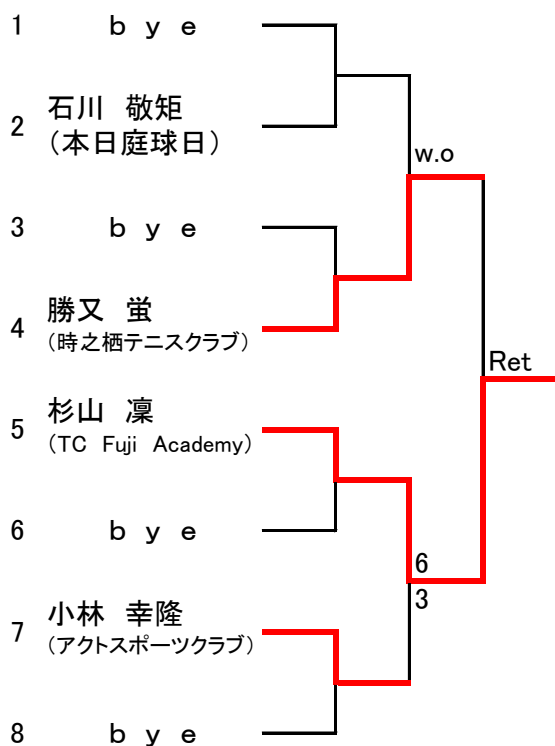 1 bye
2 石川 敬矩
(本日庭球日)
w.o
3 bye
4 勝又 蛍
(時之栖テニスクラブ)
Ret
5 杉山 凜
(TC Fuji Academy)
6 bye
6
3
7 小林 幸隆
(アクトスポーツクラブ)
8 bye